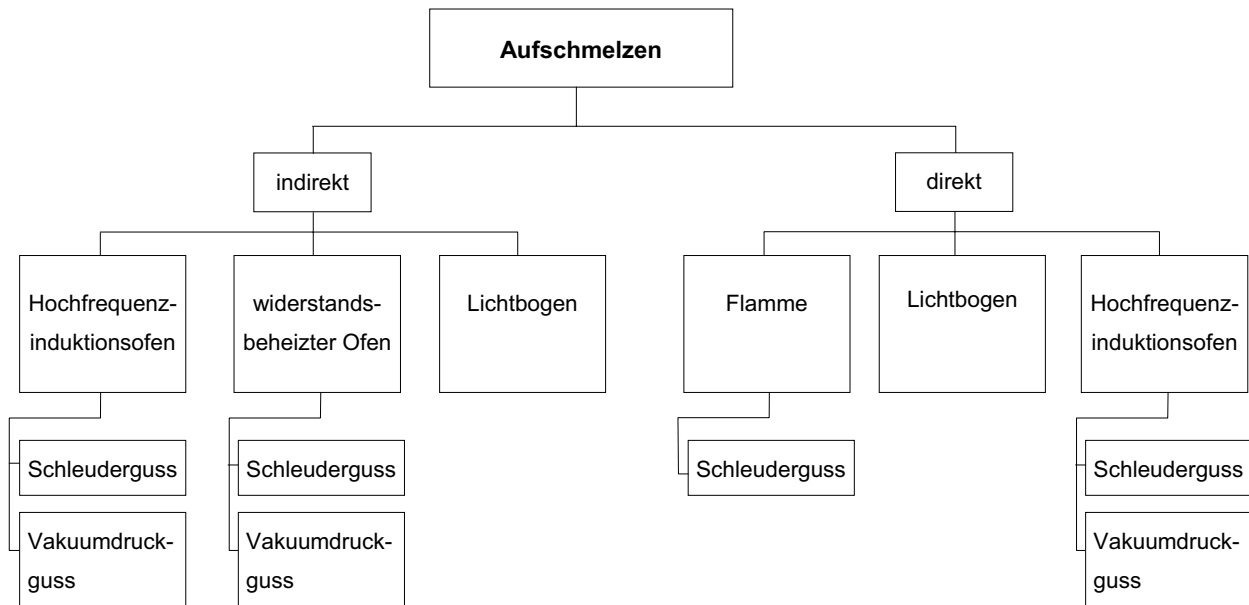 Aufschmelzen
indirekt
direkt
Hochfrequenz-
induktionsofen
widerstands-
beheizter Ofen
Lichtbogen
Flamme
Lichtbogen
Hochfrequenz-
induktionsofen
Schleuderguss
Schleuderguss
Schleuderguss
Schleuderguss
Vakuumdruck-
guss
Vakuumdruck-
guss
Vakuumdruck-
guss